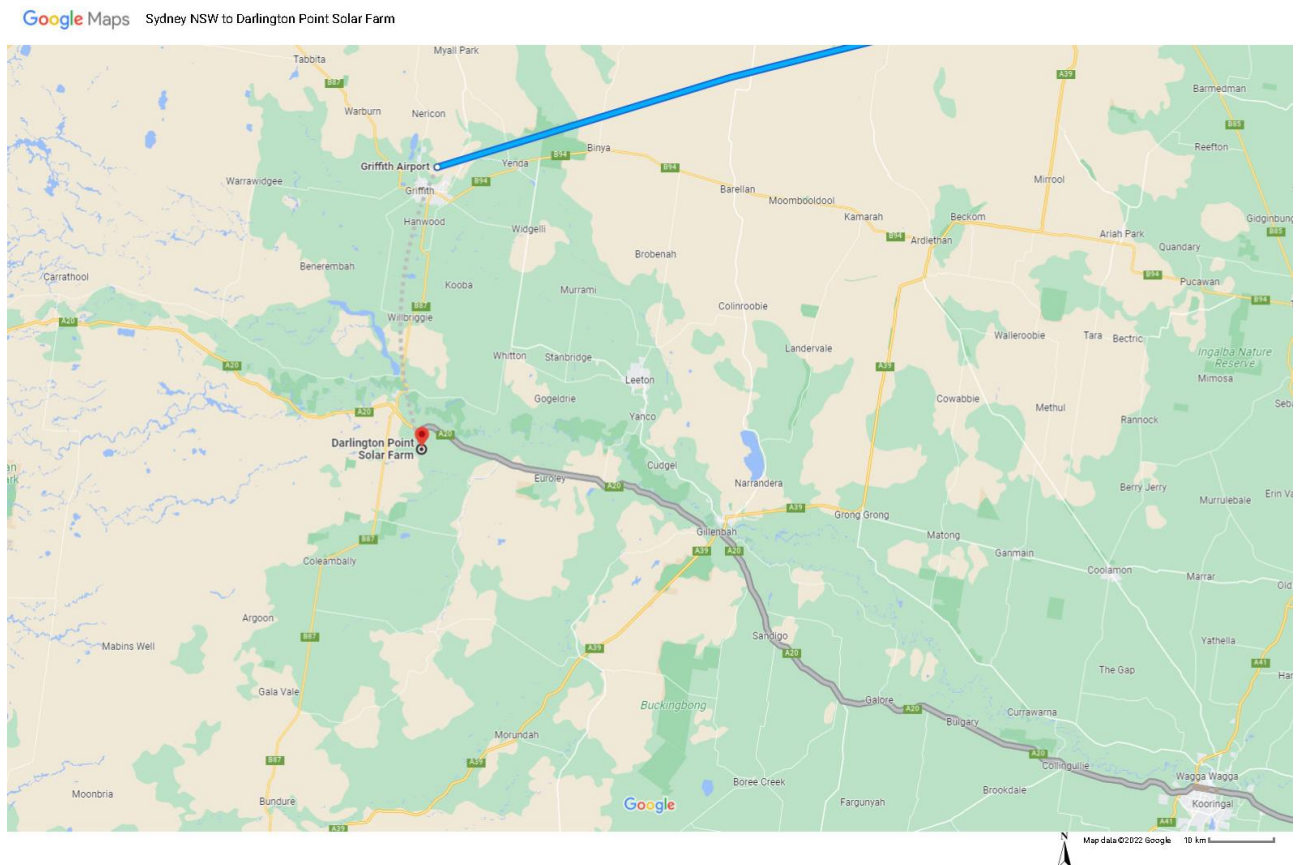 Google Maps Sydney NSW to Darlington Point Solar Farm
Myall Park
Tabbita
B87
A39
Barmedman
Warburn
Nericon
B85
Reefton
Griffith Airport
Yenda
B94
Binya
B94
Warrawidgee
Griffith
B94
Barellan
Mirrool
Moombooldool
Kamarah
Beckom
Gidginbung
B85
Hanwood
Widgelli
B94
Ardlethan
Ariah Park
Quandary
Brobenah
Benerembah
Carrathool
Kooba
Murrami
B94
Pucawan
B87
Colinroobie
B94
A20
Wilbriggie
Walleroobie
Tara
Bectric
Whitton
Stanbridge
Landervale
Ingalba Nature
Reserve
A20
A39
Mimosa
Leeton
Gogeldrie
Cowabbie
Methul
A20
Yanco
Rannock
Darlington Point
Solar Farm
A20
Cudgel
Euroley
A20
Narrandera
Berry Jerry
Murrulebale
A39
Grong Grong
Gillenbah
Matong
B87
A39
A20
Ganmain
Coleambally
Coolamon
Marrar
Old
Argoon
B87
Sandigo
Mabins Well
A39
A20
Yathella
A41
The Gap
Gala Vale
Buckingbong
Galore
A20
Currawarna
Bulgary
Morundah
B87
A39
A20
Collingullie
Wagga Wagga
Moonbria
Boree Creek
Brookdale
Bundure
Google
Fargunyah
Kooringal
A39
A41
N
Map data ©2022 Google 10 km